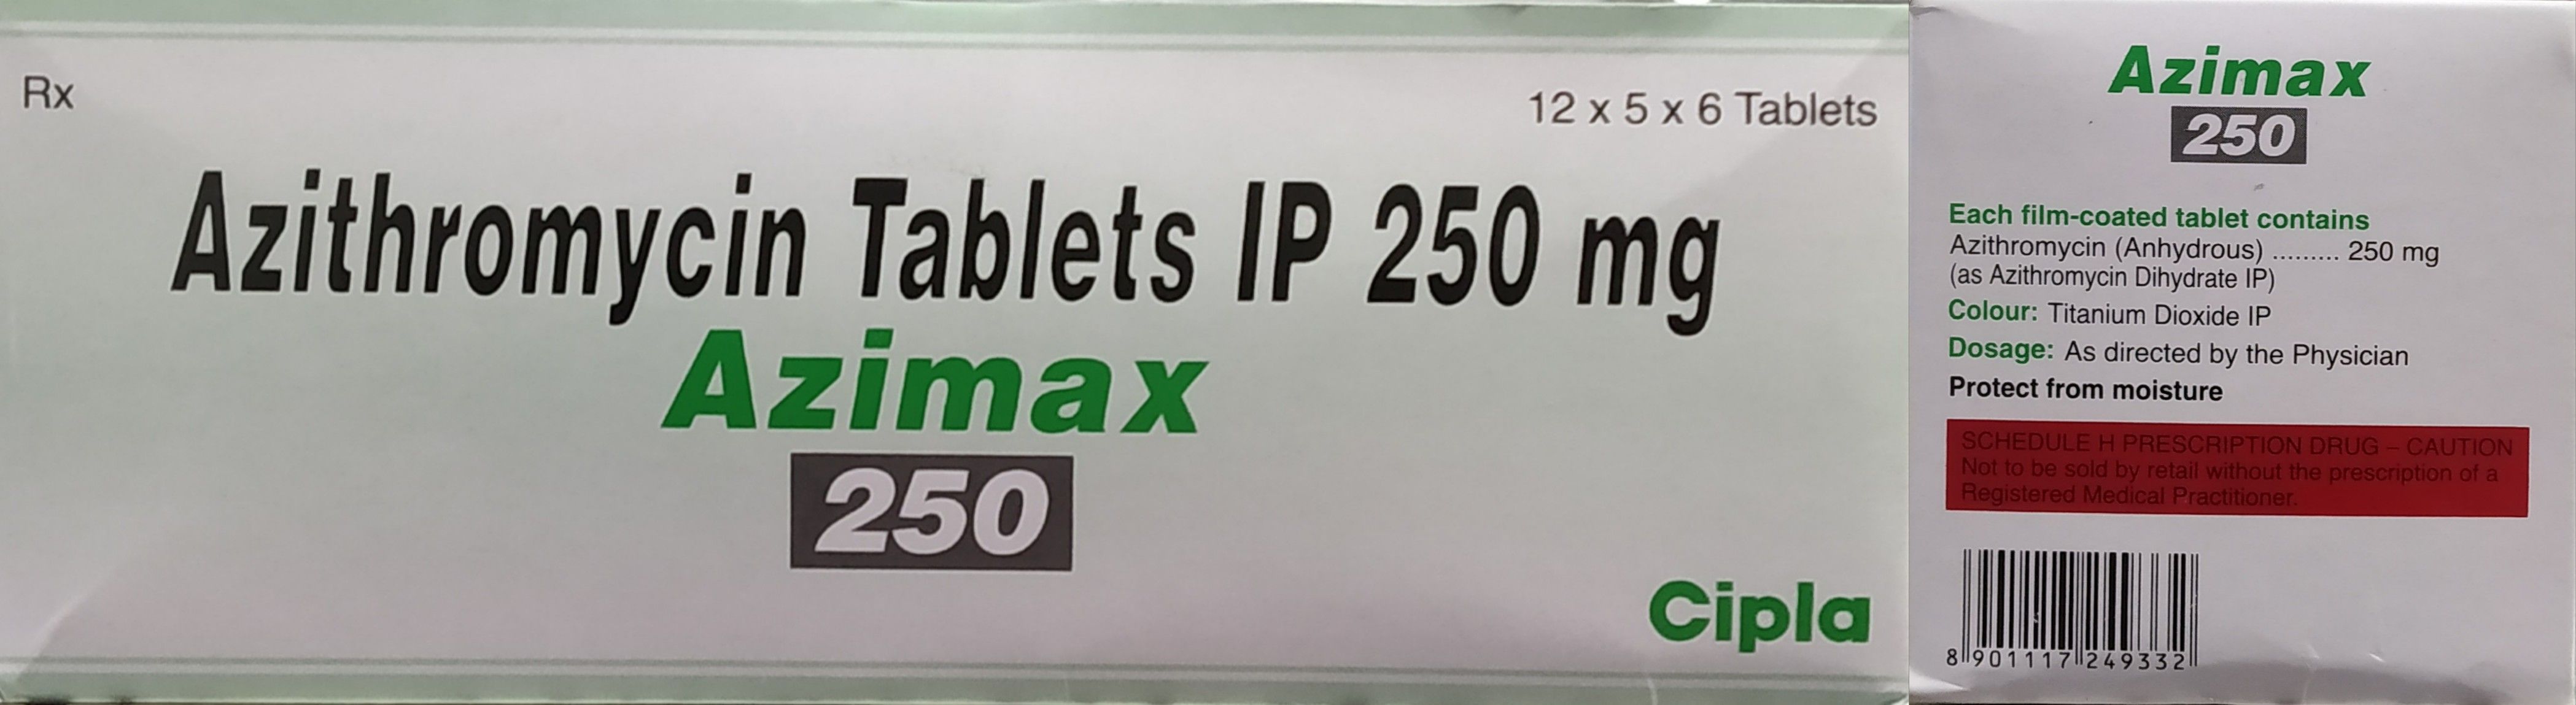 Rx
12 x 5 x 6 Tablets
Azithromycin Tablets IP 250 mg
Azimax
250
Cipla
Azimax
250
Each film-coated tablet contains
Azithromycin (Anhydrous) ......... 250 mg
(as Azithromycin Dihydrate IP)
Colour: Titanium Dioxide IP
Dosage: As directed by the Physician
Protect from moisture
SCHEDULE H PRESCRIPTION DRUG – CAUTION
Not to be sold by retail without the prescription of a
Registered Medical Practitioner.
8 901117 249332